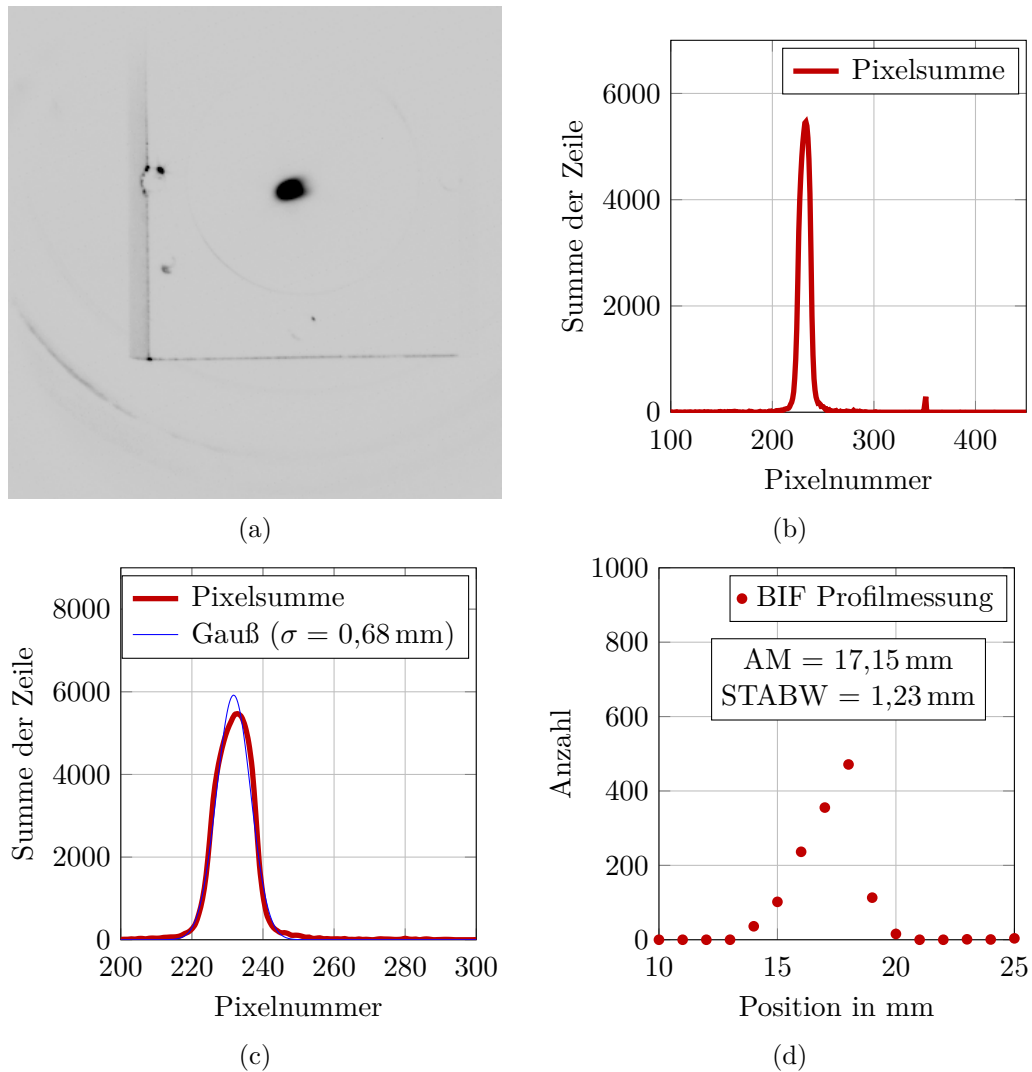 Pixelsumme
6000
4000
2000
0
100
200
300
400
Summe der Zeile
Pixelnummer
(a)
(b)
Pixelsumme
Gauß (σ = 0,68 mm)
8000
6000
4000
2000
0
200
220
240
260
280
300
Summe der Zeile
Pixelnummer
(c)
BIF Profilmessung
AM = 17,15 mm
STABW = 1,23 mm
1000
800
600
400
200
0
10
15
20
25
Anzahl
Position in mm
(d)